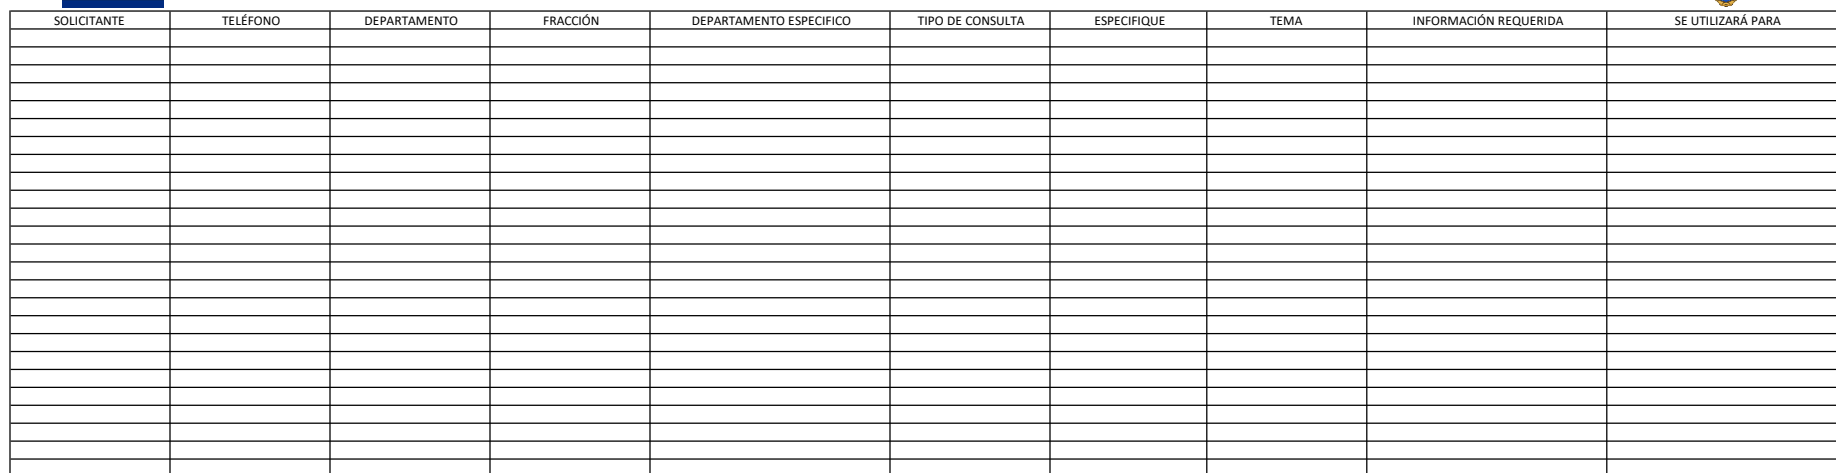 SOLICITANTE TELÉFONO DEPARTAMENTO FRACCIÓN DEPARTAMENTO ESPECIFICO TIPO DE CONSULTA ESPECIFIQUE TEMA INFORMACIÓN REQUERIDA SE UTILIZARÁ PARA